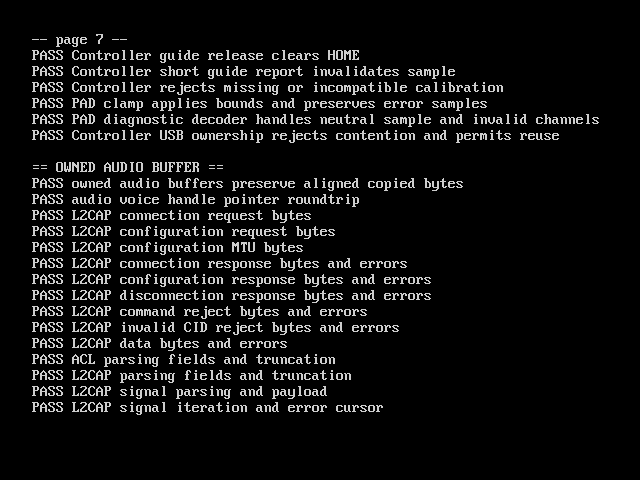 -- page 7 --
PASS Controller guide release clears HOME
PASS Controller short guide report invalidates sample
PASS Controller rejects missing or incompatible calibration
PASS PAD clamp applies bounds and preserves error samples
PASS PAD diagnostic decoder handles neutral sample and invalid channels
PASS Controller USB ownership rejects contention and permits reuse
== OWNED AUDIO BUFFER ==
PASS owned audio buffers preserve aligned copied bytes
PASS audio voice handle pointer roundtrip
PASS L2CAP connection request bytes
PASS L2CAP configuration request bytes
PASS L2CAP configuration MTU bytes
PASS L2CAP connection response bytes and errors
PASS L2CAP configuration response bytes and errors
PASS L2CAP disconnection response bytes and errors
PASS L2CAP command reject bytes and errors
PASS L2CAP invalid CID reject bytes and errors
PASS L2CAP data bytes and errors
PASS ACL parsing fields and truncation
PASS L2CAP parsing fields and truncation
PASS L2CAP signal parsing and payload
PASS L2CAP signal iteration and error cursor